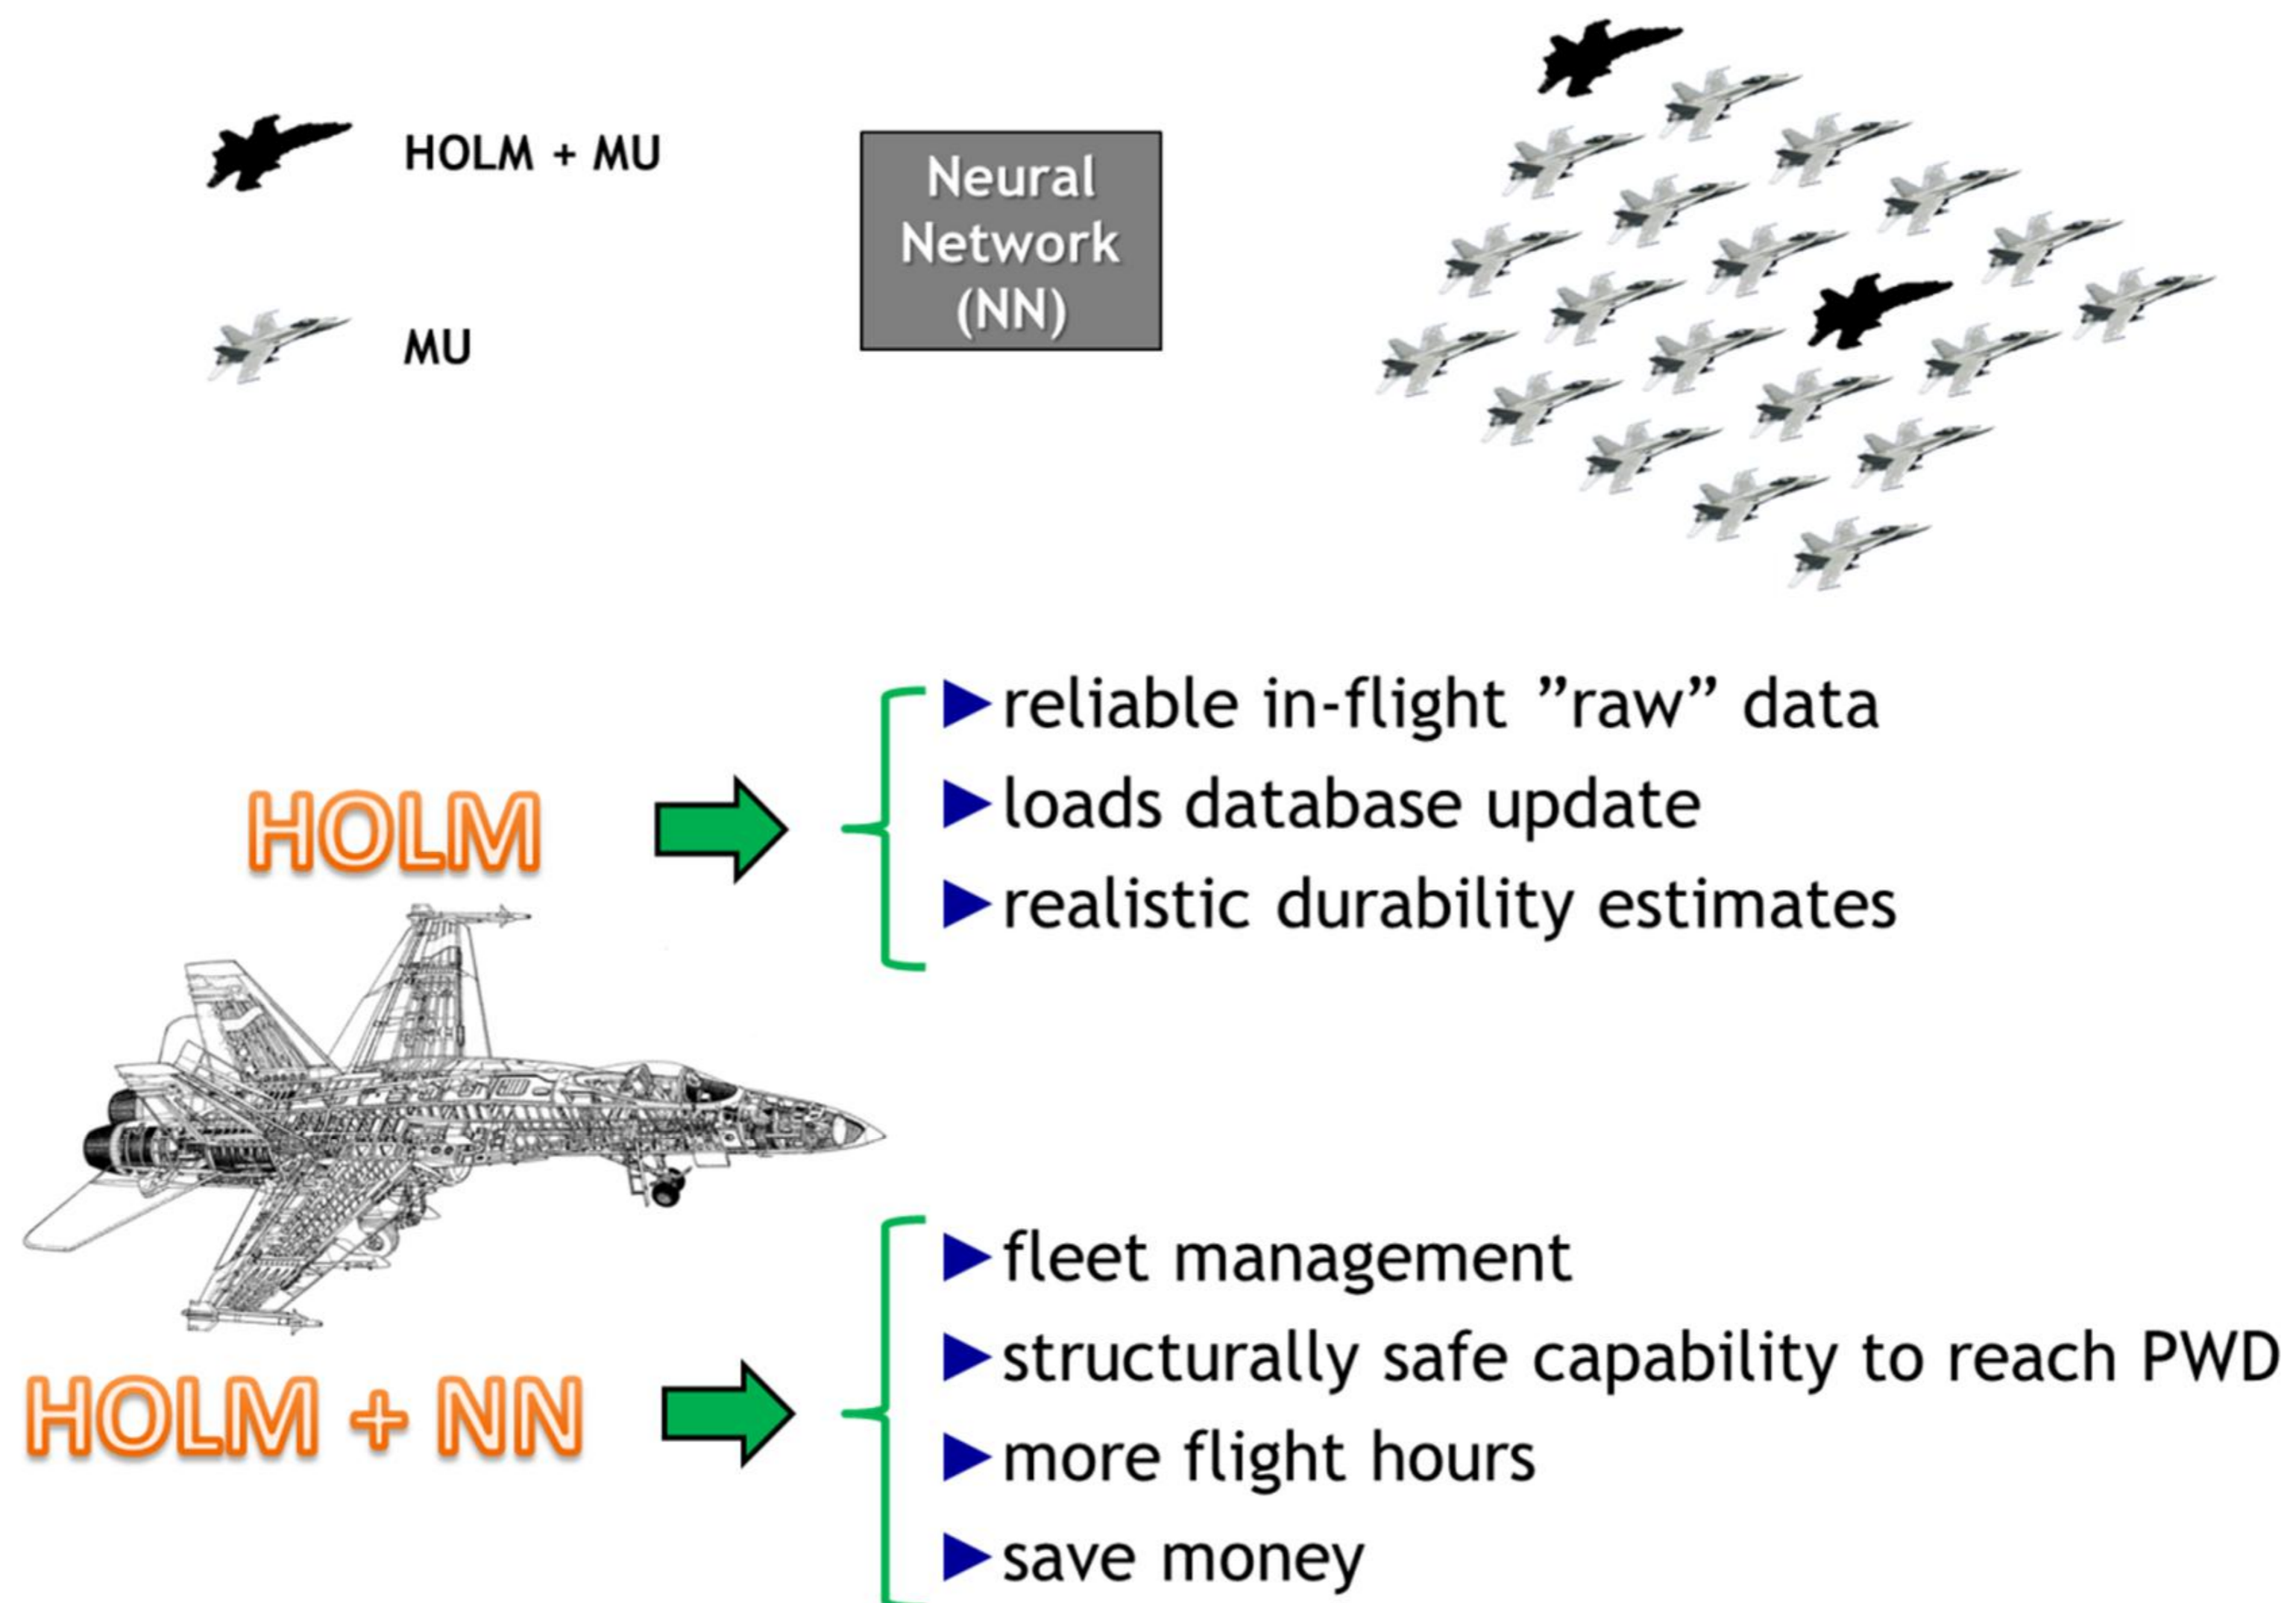 HOLM + MU
MU
Neural
Network
(NN)
HOLM
▶reliable in-flight ”raw” data
▶loads database update
▶realistic durability estimates
HOLM + NN
▶fleet management
▶structurally safe capability to reach PWD
▶more flight hours
▶save money